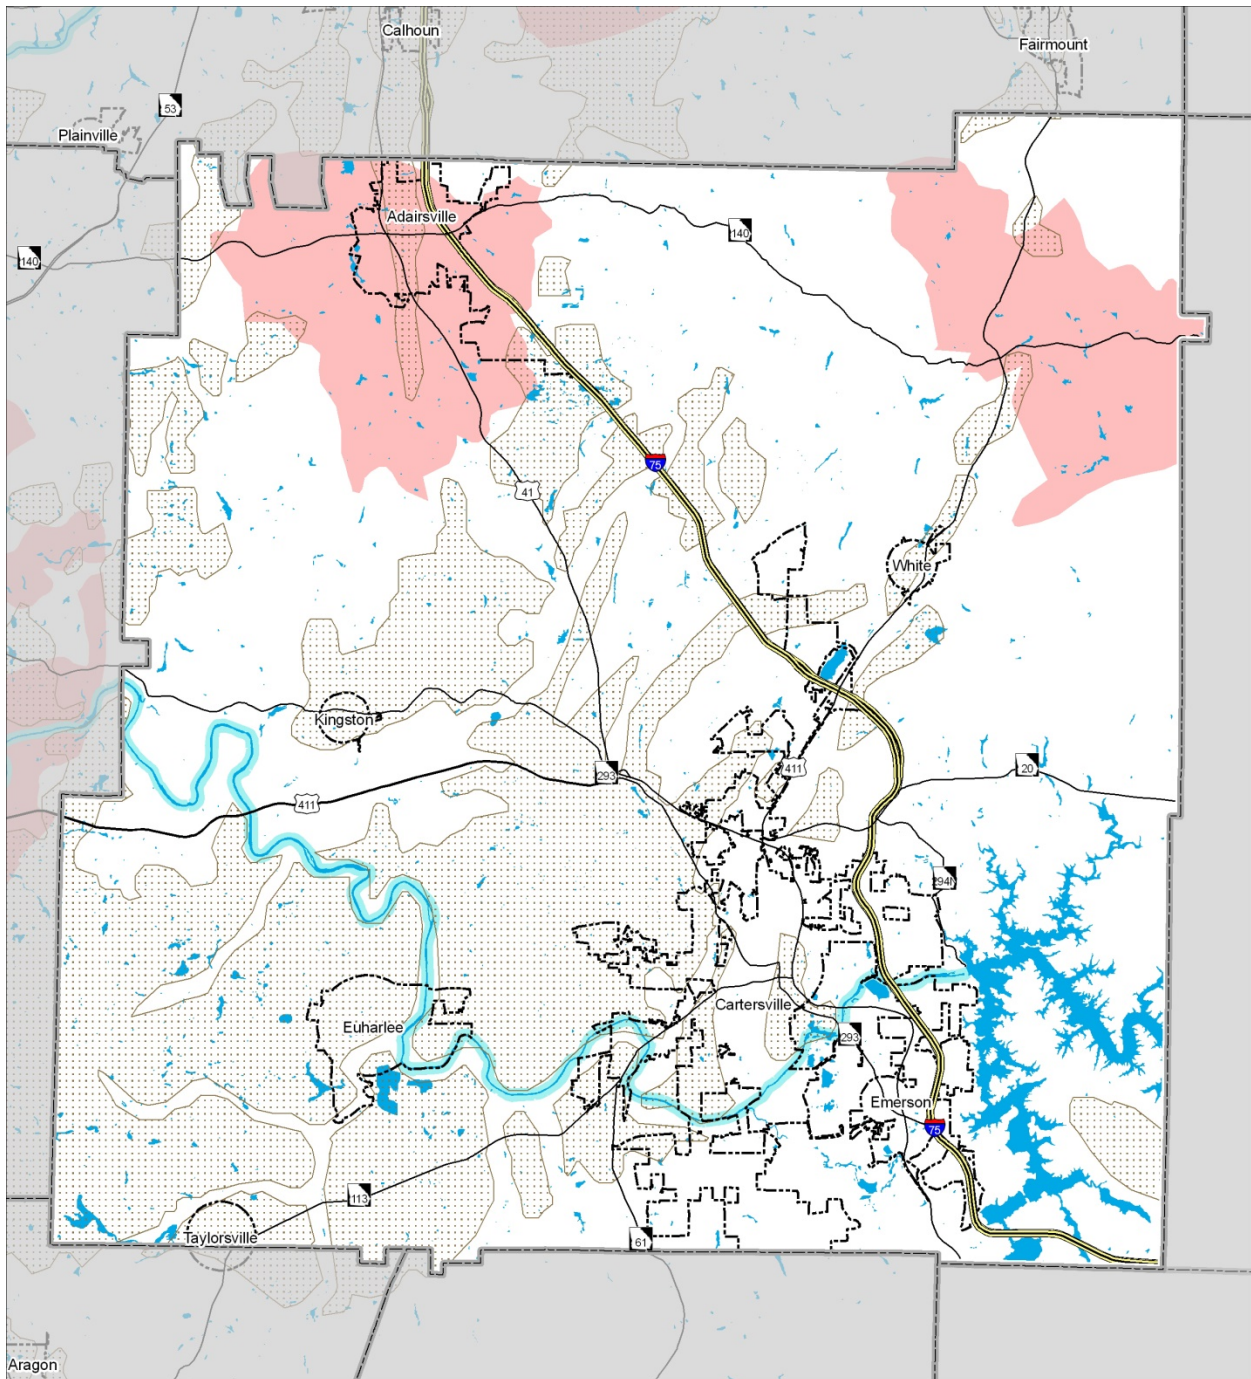 Calhoun
Fairmount
53
Plainville
Adairsville
140
140
75
41
White
Kingston
293
411
411
20
294N
Cartersville
Euharlee
293
Emerson
75
113
Taylorsville
61
Aragon